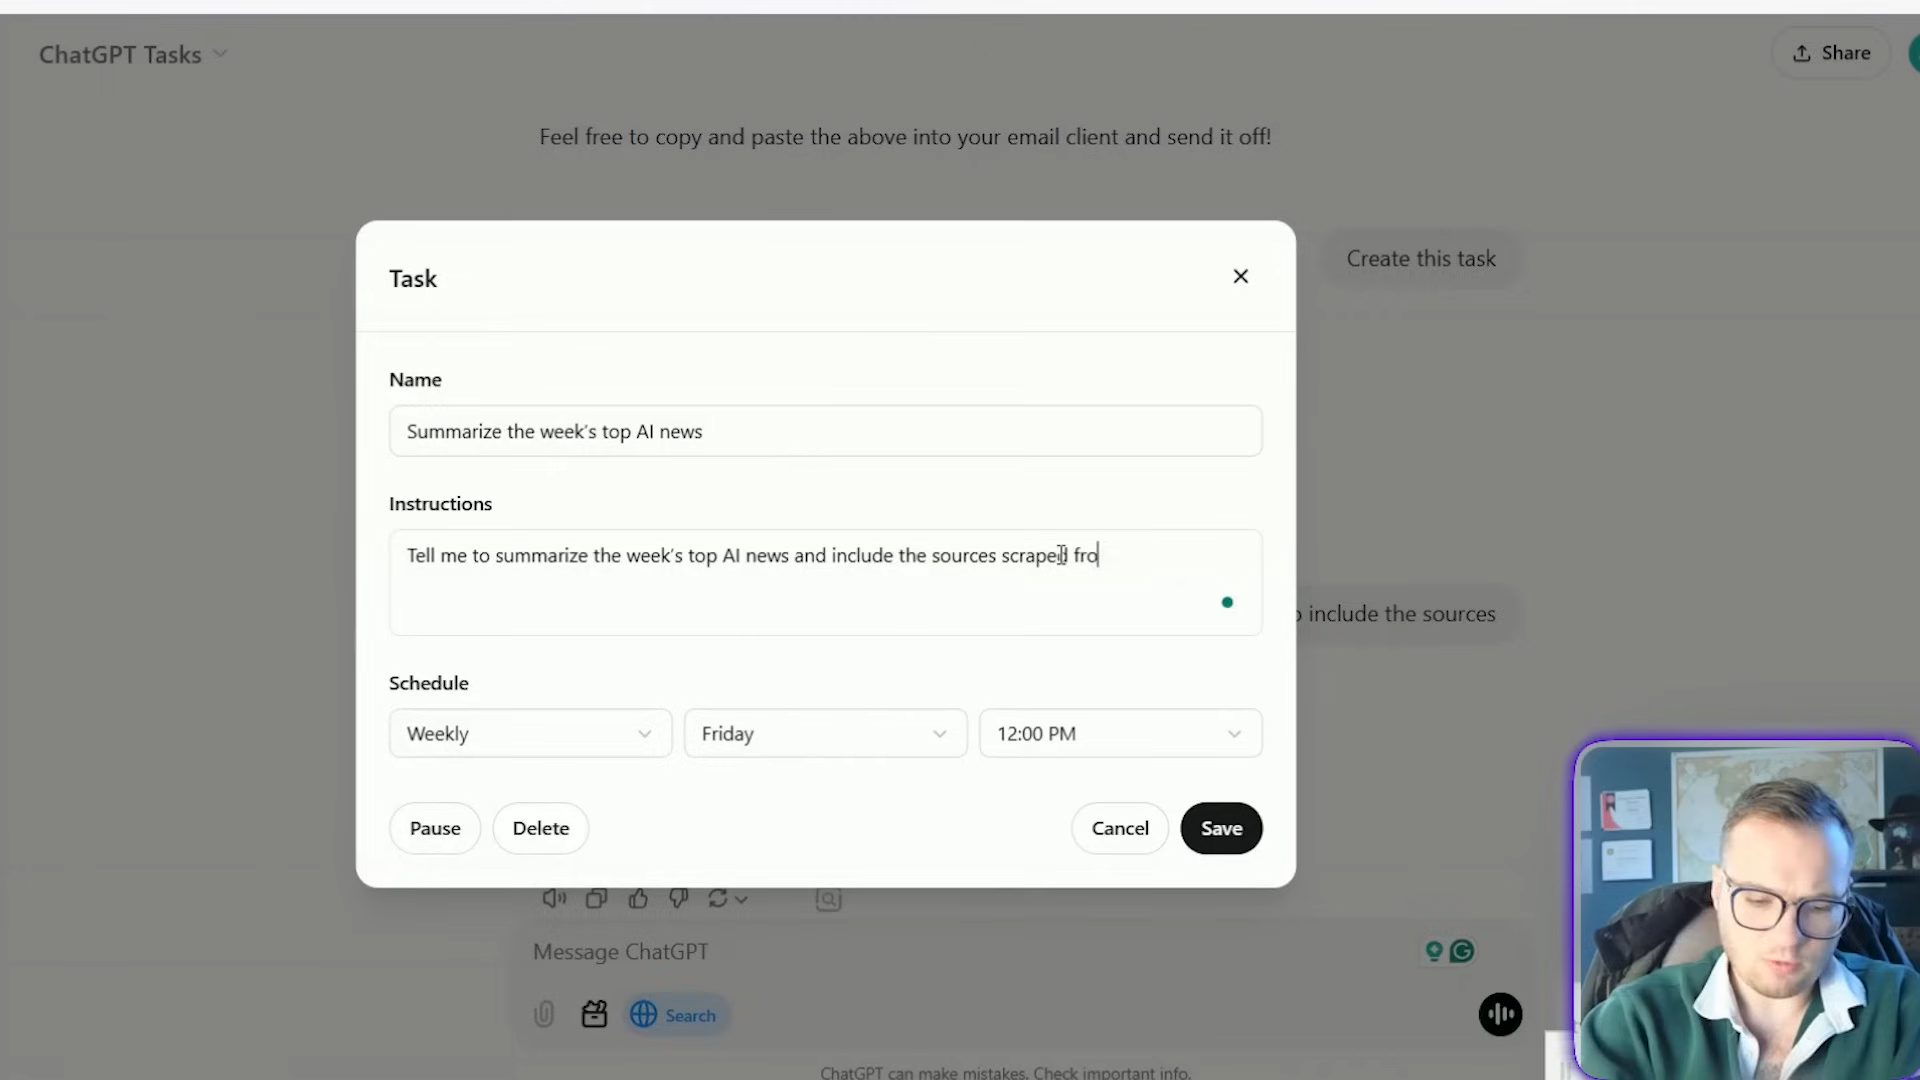 ChatGPT Tasks
Share
Feel free to copy and paste the above into your email client and send it off!
Create this task
Task
Name
Summarize the week's top AI news
Instructions
Tell me to summarize the week's top AI news and include the sources scraped fro
include the sources
Schedule
Weekly
Friday
12:00 PM
Pause
Delete
Cancel
Save
Message ChatGPT
Search
ChatGPT can make mistakes. Check important info.